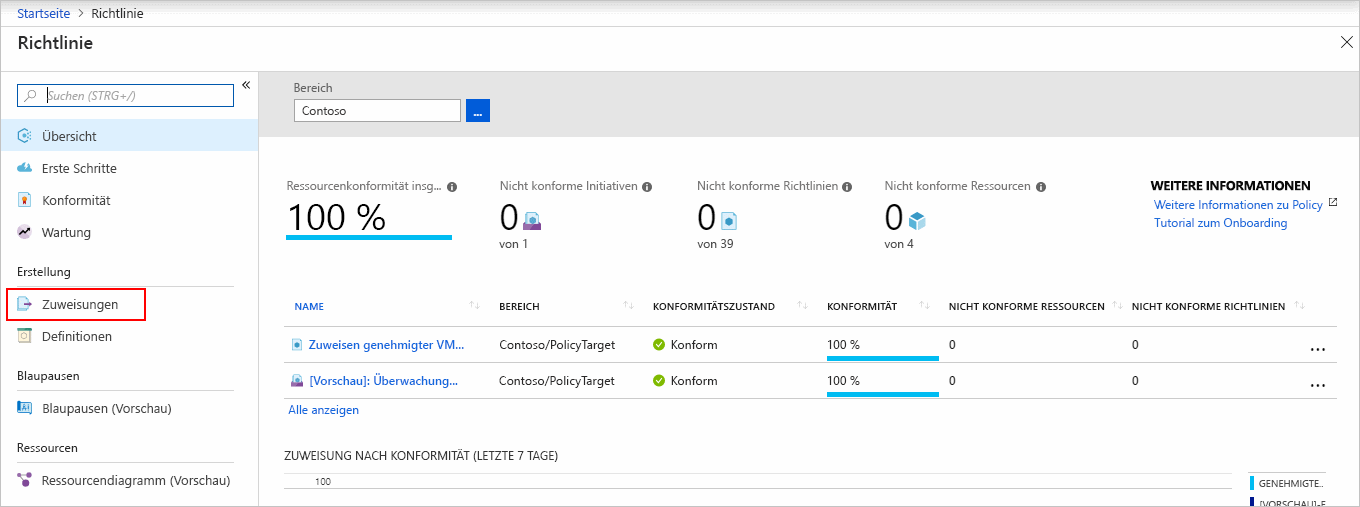 Startseite > Richtlinie
Richtlinie
Suchen (STRG+/)
Übersicht
Erste Schritte
Konformität
Wartung
Erstellung
Zuweisungen
Definitionen
Blaupausen
Blaupausen (Vorschau)
Ressourcen
Ressourcendiagramm (Vorschau)
Bereich
Contoso
...
Ressourcenkonformität insg...
100 %
Nicht konforme Initiativen
0
von 1
Nicht konforme Richtlinien
0
von 39
Nicht konforme Ressourcen
0
von 4
WEITERE INFORMATIONEN
Weitere Informationen zu Policy
Tutorial zum Onboarding
NAME BEREICH KONFORMITÄTSZUSTAND KONFORMITÄT NICHT KONFORME RESSOURCEN NICHT KONFORME RICHTLINIEN
Zuweisen genehmigter VM... Contoso/PolicyTarget Konform 100 % 0 0 ...
[Vorschau]: Überwachung... Contoso/PolicyTarget Konform 100 % 0 0 ...
Alle anzeigen
ZUWEISUNG NACH KONFORMITÄT (LETZTE 7 TAGE)
100
GENEHMIGTE..
[VORSCHAU]-F